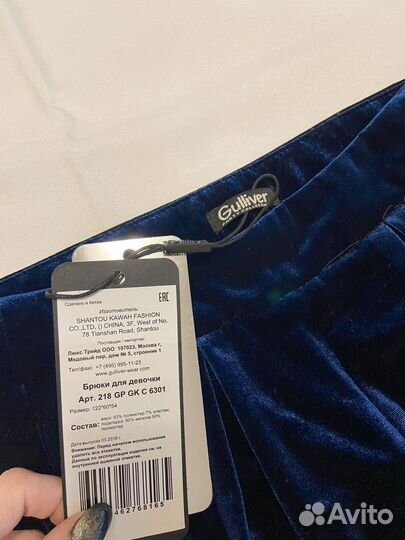 Gulliver
Сделано в Китае
EAC
Изготовитель:
SHANTOU KAWAH FASHION
CO.,LTD, () CHINA, 3F, West of No.
78 Tianshan Road, Shantou
Поставщик / импортер:
Люкс Трейд ООО 107023, Москва г,
Медовый пер, дом № 5, строение 1
Тел/факс +7 (495) 995-11-23
www.gulliver-wear.com
Брюки для девочки
Арт. 218 GP GK C 6301
Размер: 122*60*54
Состав: верх: 93% полиэстер 7% эластан;
подкладка: 50% вискоза 50%
полиэстер
Дата выпуска 03.2018 г.
Внимание: Перед началом использования
удалить все этикетки.
Данные по эксплуатации изделия см. на
внутренней вшивной этикетке.
462768165
Avito